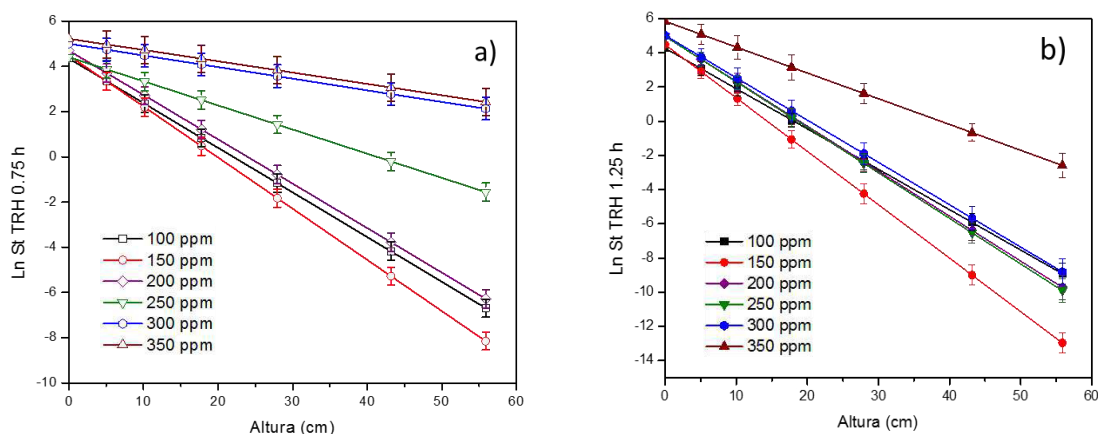 a)
6
4
2
0
-2
-4
-6
-8
-10
Ln St TRH 0.75 h
100 ppm
150 ppm
200 ppm
250 ppm
300 ppm
350 ppm
0 10 20 30 40 50 60
Altura (cm)
b)
6
4
2
0
-2
-4
-6
-8
-10
-12
-14
Ln St TRH 1.25 h
100 ppm
150 ppm
200 ppm
250 ppm
300 ppm
350 ppm
0 10 20 30 40 50 60
Altura (cm)